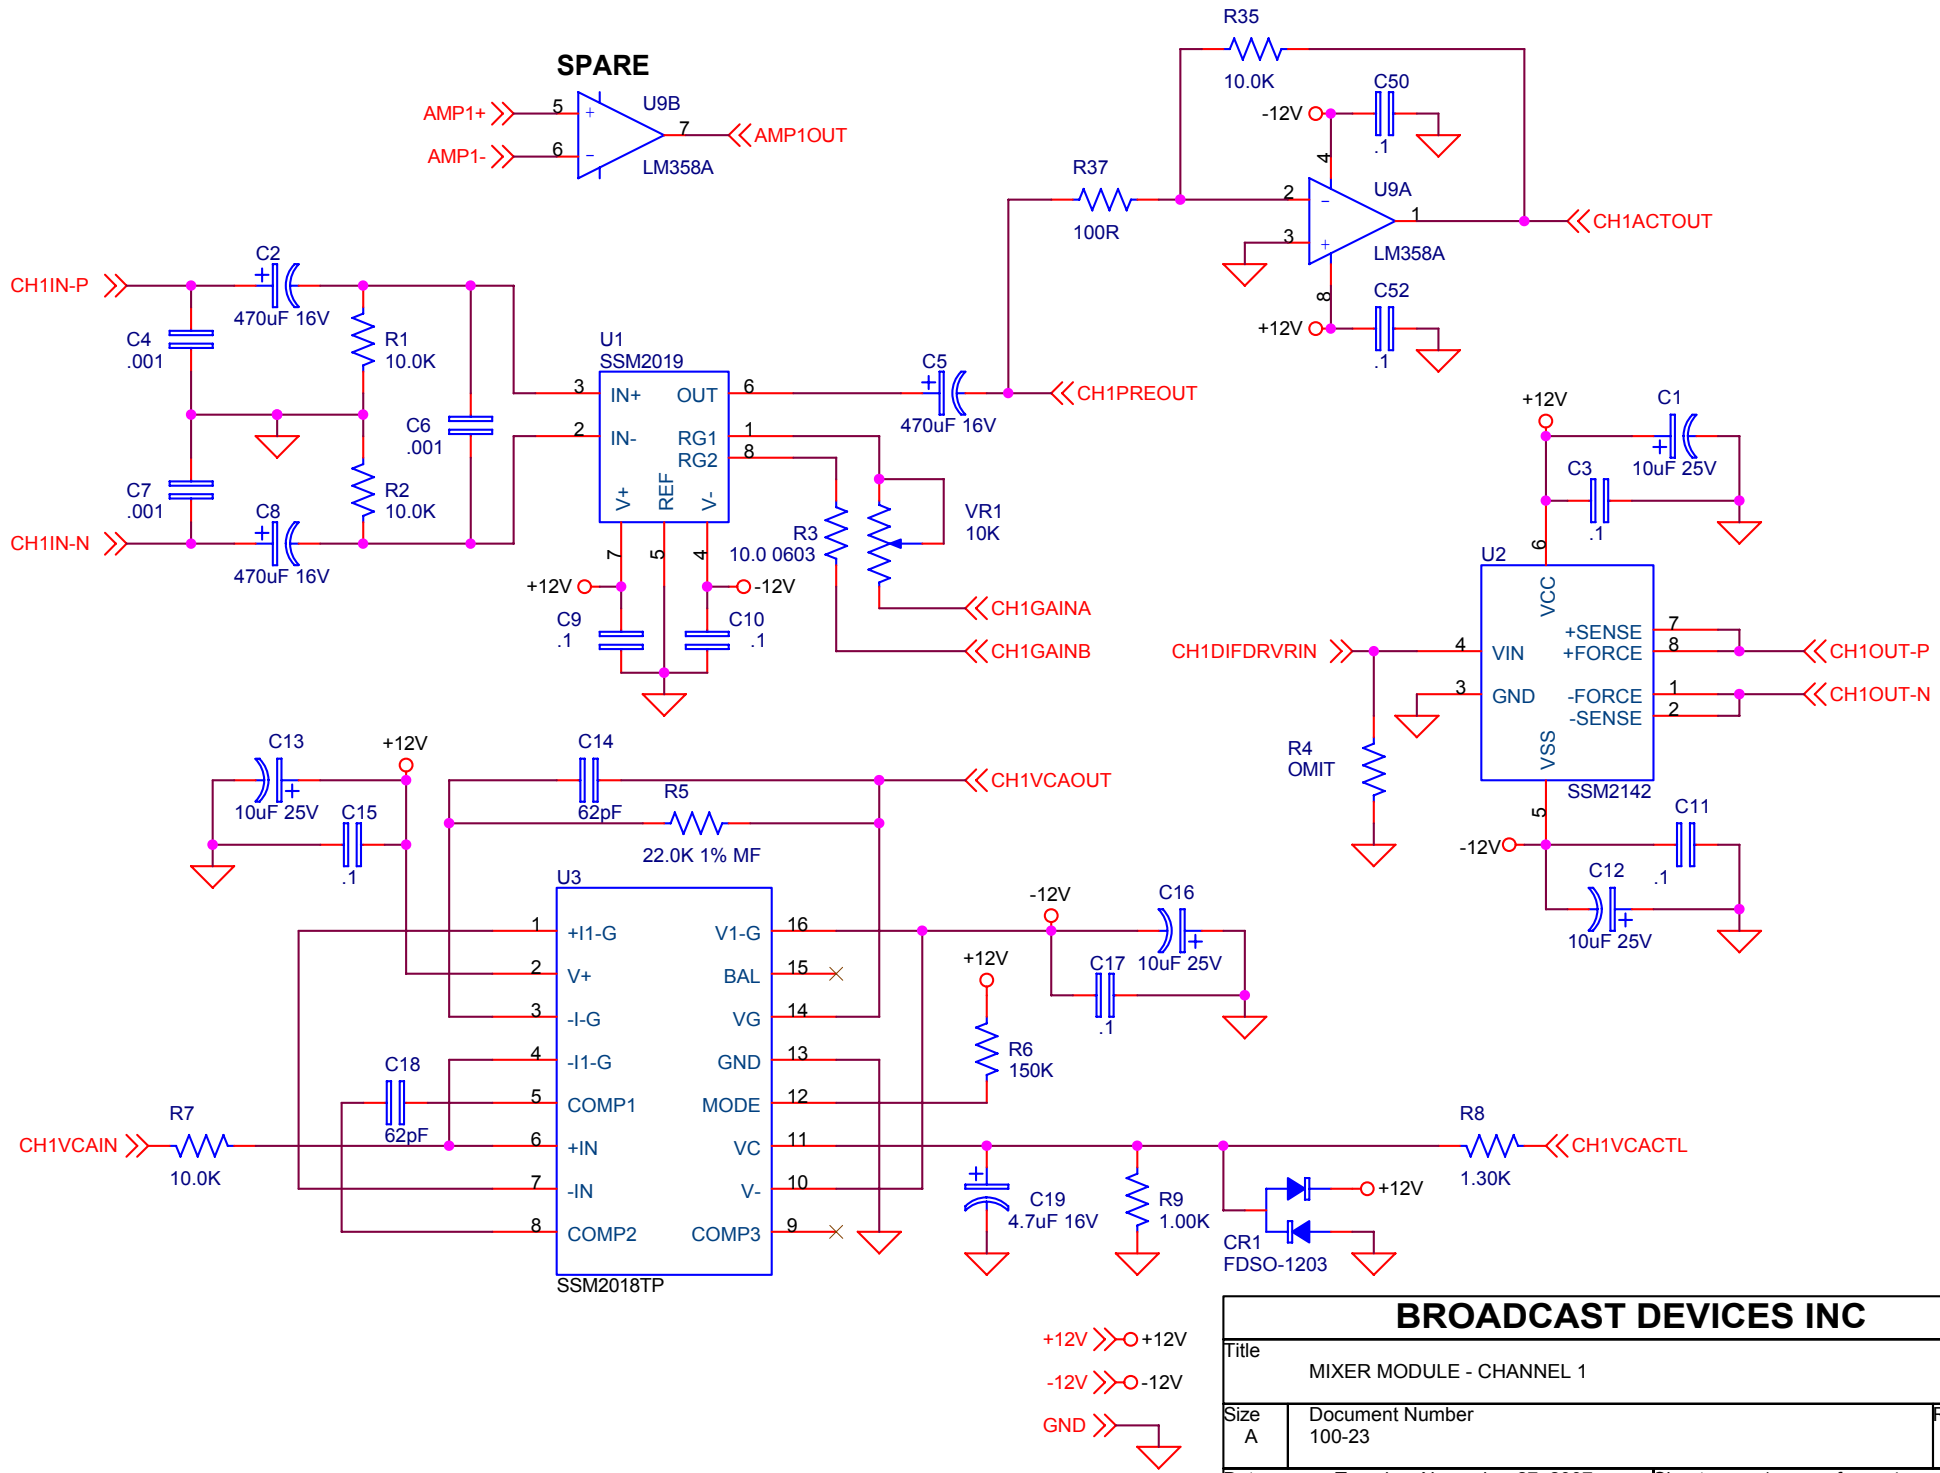 SPARE
AMP1+
5
+
U9B
7
AMP1OUT
AMP1-
6
−
LM358A
R35
10.0K
C50
-12V
.1
4
R37
100R
2
−
U9A
1
CH1ACTOUT
3
+
LM358A
8
C52
+12V
.1
CH1IN-P
C2
+
470uF 16V
C4
.001
R1
10.0K
C6
.001
C7
.001
R2
10.0K
CH1IN-N
C8
+
470uF 16V
U1
SSM2019
3
IN+
OUT
6
2
IN-
RG1
1
RG2
8
V+
REF
V-
7
5
4
C5
+
470uF 16V
CH1PREOUT
R3
10.0 0603
VR1
10K
+12V
-12V
C9
.1
C10
.1
CH1GAINA
CH1GAINB
+12V
C1
+
10uF 25V
C3
.1
6
U2
VCC
+SENSE
7
+FORCE
8
CH1OUT-P
CH1DIFDRVRIN
4
VIN
3
GND
-FORCE
1
CH1OUT-N
-SENSE
2
VSS
SSM2142
5
R4
OMIT
-12V
C11
.1
C12
+
10uF 25V
C13
+
10uF 25V
+12V
C15
.1
C14
62pF
CH1VCAOUT
R5
22.0K 1% MF
U3
1
+I1-G
V1-G
16
2
V+
BAL
15
3
-I-G
VG
14
4
-I1-G
GND
13
5
COMP1
MODE
12
6
+IN
VC
11
7
-IN
V-
10
8
COMP2
COMP3
9
SSM2018TP
C18
62pF
CH1VCAIN
R7
10.0K
-12V
C16
+
10uF 25V
C17
.1
+12V
R6
150K
+
C19
4.7uF 16V
R9
1.00K
R8
1.30K
CH1VCACTL
+12V
CR1
FDSO-1203
+12V
+12V
-12V
-12V
GND
BROADCAST DEVICES INC
Title
MIXER MODULE - CHANNEL 1
Size
A
Document Number
100-23